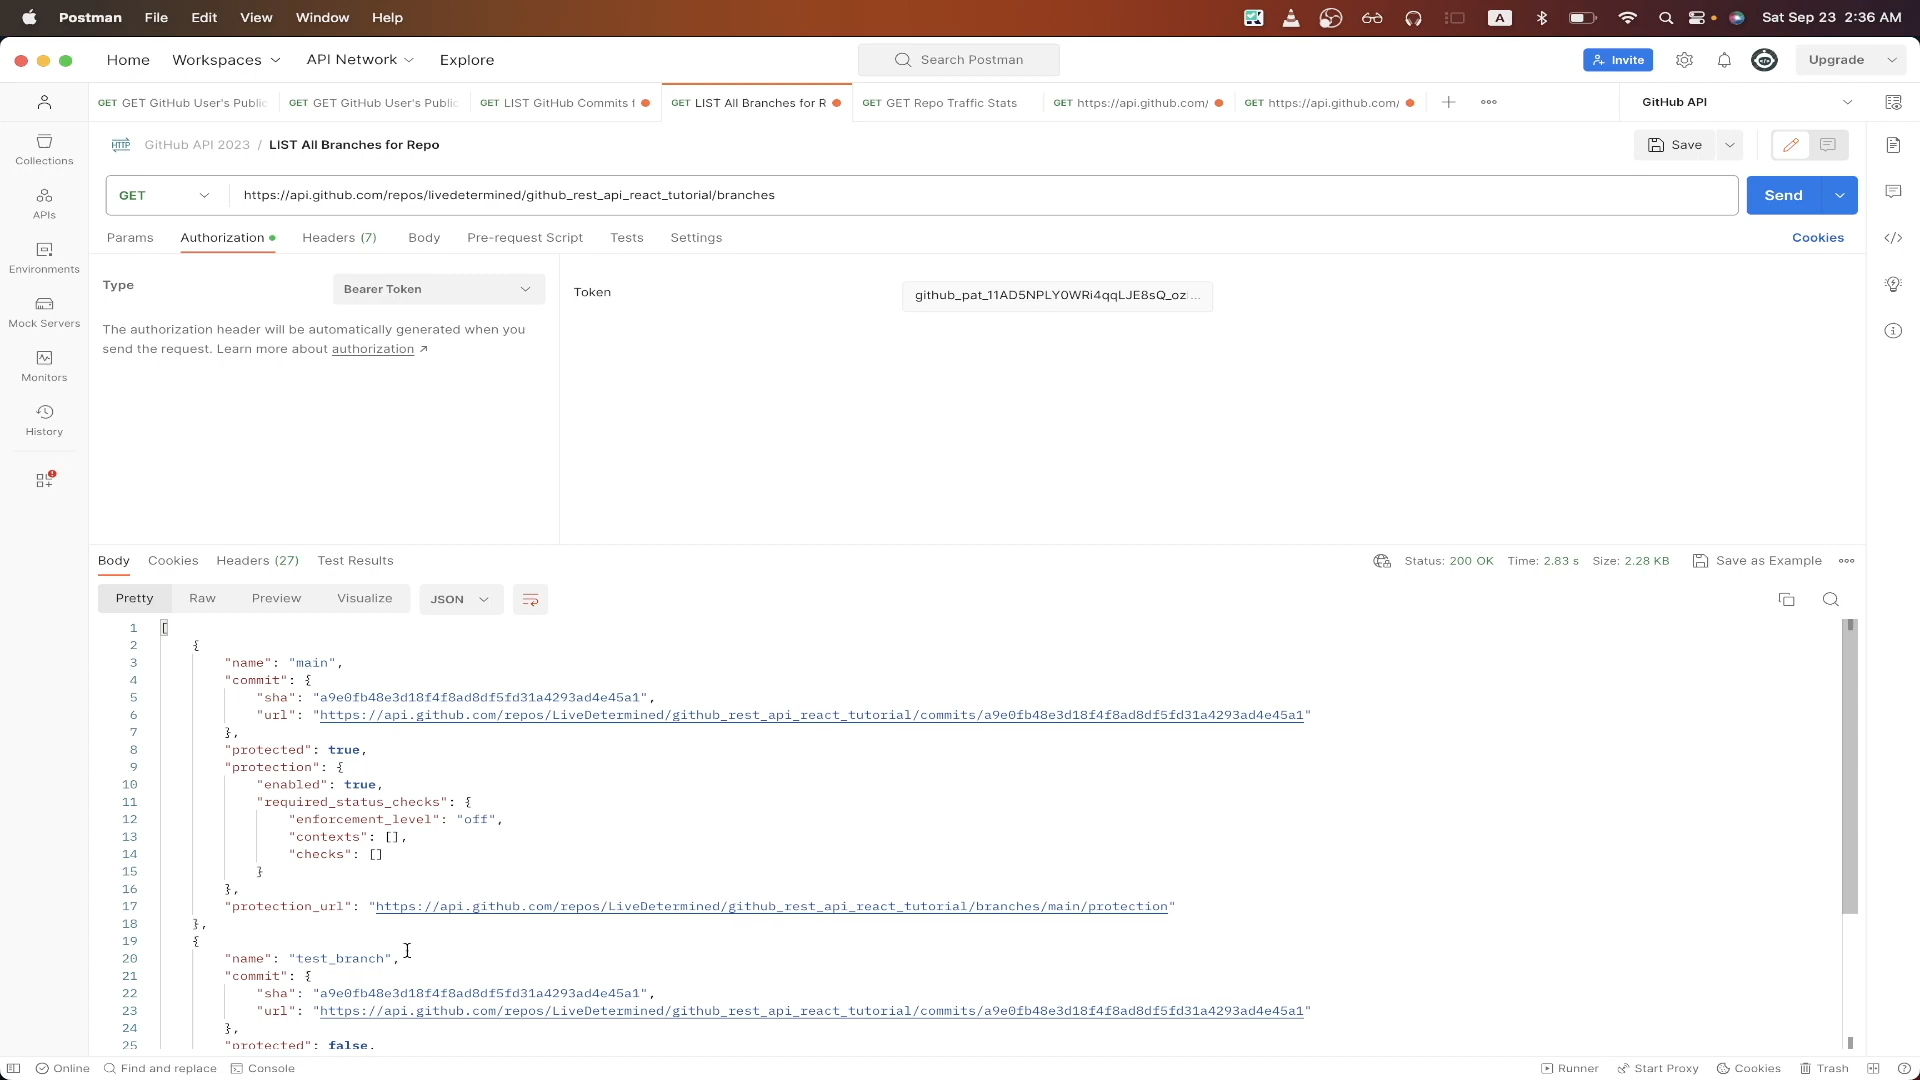 Postman File Edit View Window Help A Sat Sep 23 2:36 AM
Home Workspaces API Network Explore Search Postman Invite Upgrade
GET GET GitHub User's Public GET GET GitHub User's Public GET LIST GitHub Commits f GET LIST All Branches for R GET GET Repo Traffic Stats GET https://api.github.com/ GET https://api.github.com/ GitHub API
HTTP GitHub API 2023 / LIST All Branches for Repo Save
GET https://api.github.com/repos/livedetermined/github_rest_api_react_tutorial/branches Send
Params Authorization Headers (7) Body Pre-request Script Tests Settings Cookies
Collections
APIs
Environments
Mock Servers
Monitors
History
Type Bearer Token
The authorization header will be automatically generated when you
send the request. Learn more about authorization ↗
Token github_pat_11AD5NPLY0WRi4qqLJE8sQ_ozi...
Body Cookies Headers (27) Test Results Status: 200 OK Time: 2.83 s Size: 2.28 KB Save as Example
Pretty Raw Preview Visualize JSON
1 [
2 {
3 "name": "main",
4 "commit": {
5 "sha": "a9e0fb48e3d18f4f8ad8df5fd31a4293ad4e45a1",
6 "url": "https://api.github.com/repos/LiveDetermined/github_rest_api_react_tutorial/commits/a9e0fb48e3d18f4f8ad8df5fd31a4293ad4e45a1"
7 },
8 "protected": true,
9 "protection": {
10 "enabled": true,
11 "required_status_checks": {
12 "enforcement_level": "off",
13 "contexts": [],
14 "checks": []
15 }
16 },
17 "protection_url": "https://api.github.com/repos/LiveDetermined/github_rest_api_react_tutorial/branches/main/protection"
18 },
19 {
20 "name": "test_branch",
21 "commit": {
22 "sha": "a9e0fb48e3d18f4f8ad8df5fd31a4293ad4e45a1",
23 "url": "https://api.github.com/repos/LiveDetermined/github_rest_api_react_tutorial/commits/a9e0fb48e3d18f4f8ad8df5fd31a4293ad4e45a1"
24 },
25 "protected": false,
Online Find and replace Console Runner Start Proxy Cookies Trash